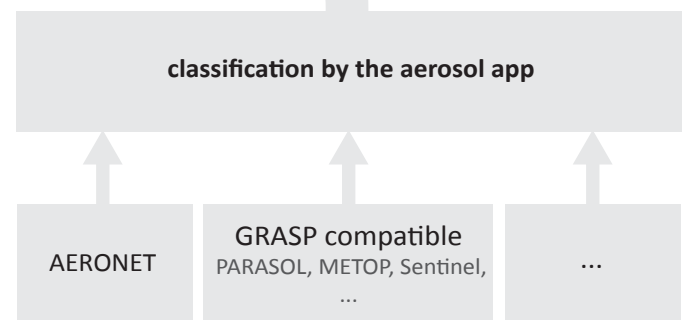 classification by the aerosol app
AERONET
GRASP compatible
PARASOL, METOP, Sentinel,
...
...